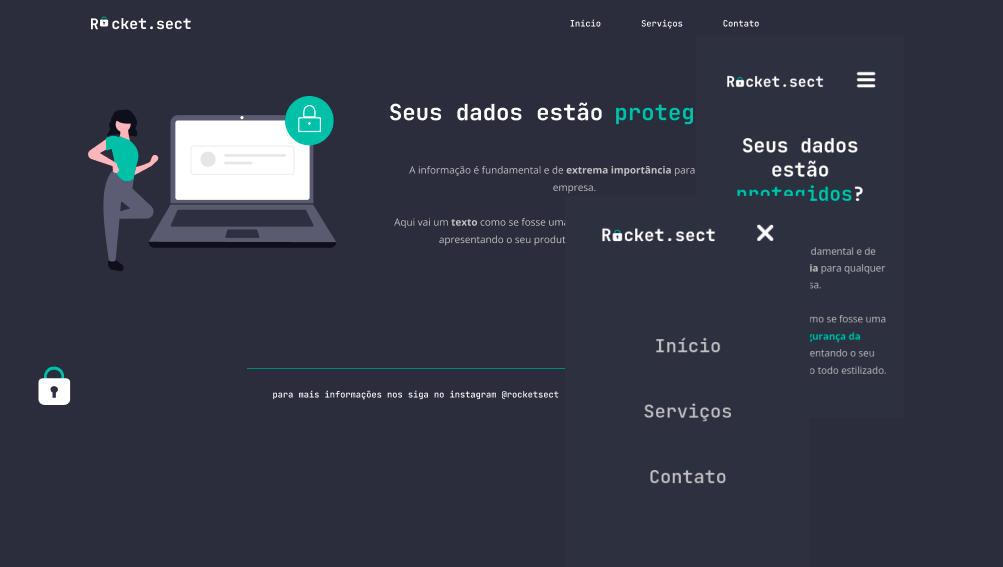 Rocket.sect
Início Serviços Contato
Seus dados estão proteg
A informação é fundamental e de extrema importância para
empresa.
Aqui vai um texto como se fosse uma
apresentando o seu produt
para mais informações nos siga no instagram @rocketsect
Rocket.sect
Seus dados
estão
protegidos?
damental e de
ia para qualquer
sa.
mo se fosse uma
gurança da
entando o seu
o todo estilizado.
Rocket.sect
Início
Serviços
Contato